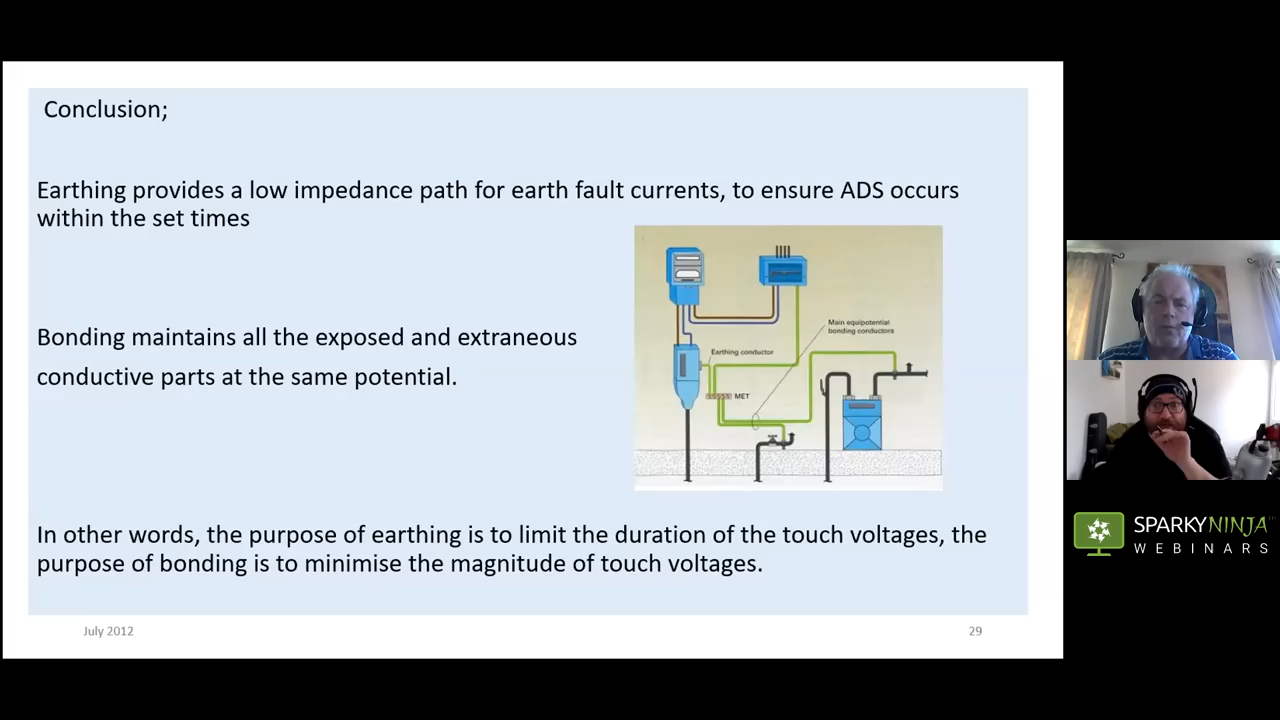 Conclusion;
Earthing provides a low impedance path for earth fault currents, to ensure ADS occurs
within the set times
Bonding maintains all the exposed and extraneous
conductive parts at the same potential.
Main equipotential
bonding conductors
Earthing conductor
MET
In other words, the purpose of earthing is to limit the duration of the touch voltages, the
purpose of bonding is to minimise the magnitude of touch voltages.
July 2012
29
SPARKYNINJA
WEBINARS